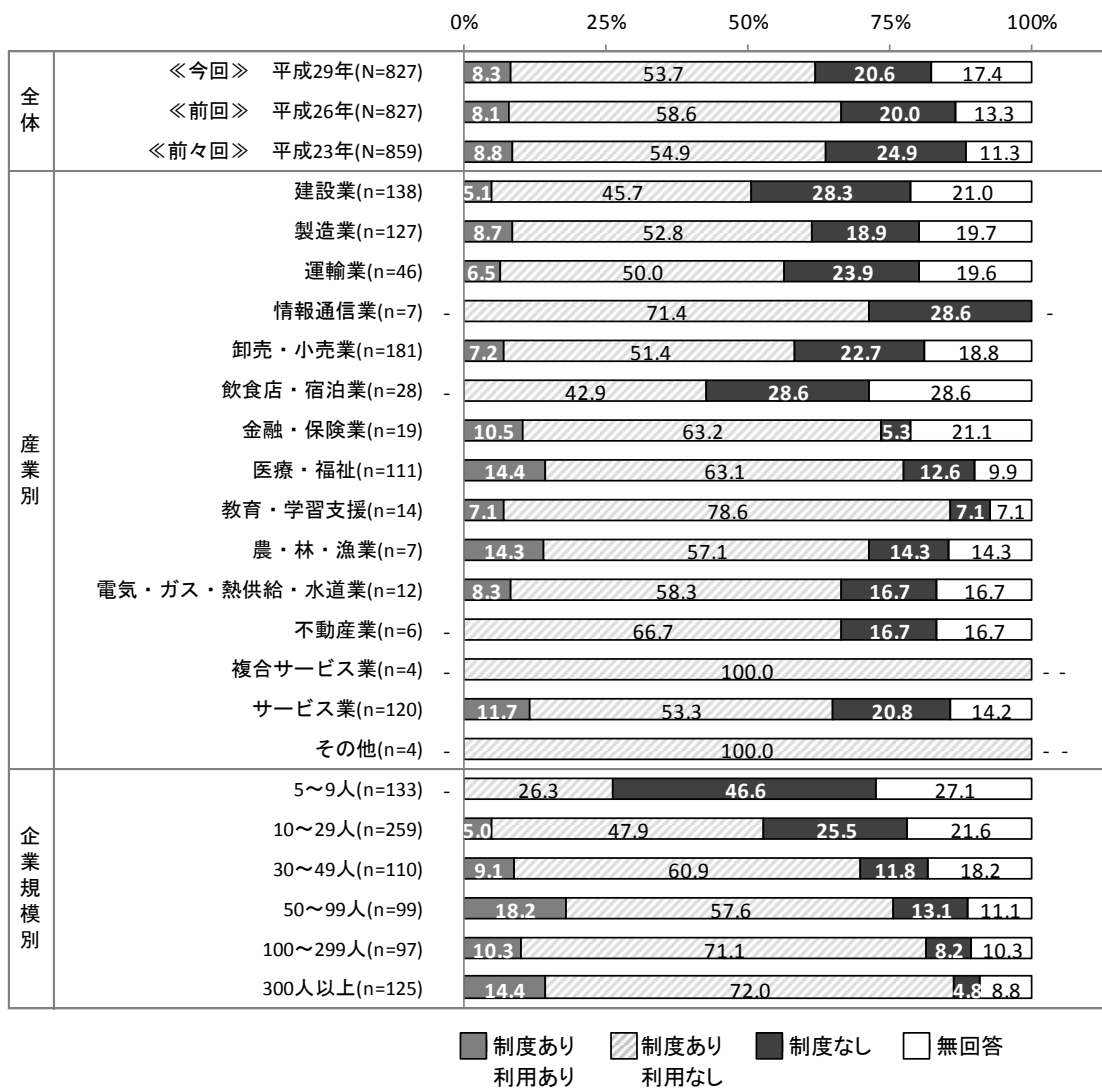 0% 25% 50% 75% 100%
全体
≪今回≫ 平成29年(N=827) 8.3 53.7 20.6 17.4
≪前回≫ 平成26年(N=827) 8.1 58.6 20.0 13.3
≪前々回≫ 平成23年(N=859) 8.8 54.9 24.9 11.3
産業別
建設業(n=138) 5.1 45.7 28.3 21.0
製造業(n=127) 8.7 52.8 18.9 19.7
運輸業(n=46) 6.5 50.0 23.9 19.6
情報通信業(n=7) - 71.4 28.6 -
卸売・小売業(n=181) 7.2 51.4 22.7 18.8
飲食店・宿泊業(n=28) - 42.9 28.6 28.6
金融・保険業(n=19) 10.5 63.2 5.3 21.1
医療・福祉(n=111) 14.4 63.1 12.6 9.9
教育・学習支援(n=14) 7.1 78.6 7.1 7.1
農・林・漁業(n=7) 14.3 57.1 14.3 14.3
電気・ガス・熱供給・水道業(n=12) 8.3 58.3 16.7 16.7
不動産業(n=6) - 66.7 16.7 16.7
複合サービス業(n=4) - 100.0 - -
サービス業(n=120) 11.7 53.3 20.8 14.2
その他(n=4) - 100.0 - -
企業規模別
5～9人(n=133) - 26.3 46.6 27.1
10～29人(n=259) 5.0 47.9 25.5 21.6
30～49人(n=110) 9.1 60.9 11.8 18.2
50～99人(n=99) 18.2 57.6 13.1 11.1
100～299人(n=97) 10.3 71.1 8.2 10.3
300人以上(n=125) 14.4 72.0 4.8 8.8
制度あり 制度あり 制度なし 無回答
利用あり 利用なし